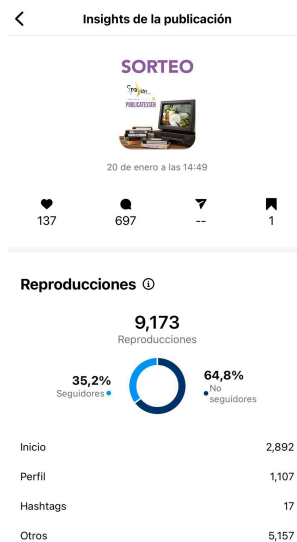 Insights de la publicación
SORTEO
PUBLICATESSEN
20 de enero a las 14:49
137
697
--
1
Reproducciones
9,173
Reproducciones
35,2%
Seguidores
64,8%
No
seguidores
Inicio 2,892
Perfil 1,107
Hashtags 17
Otros 5,157